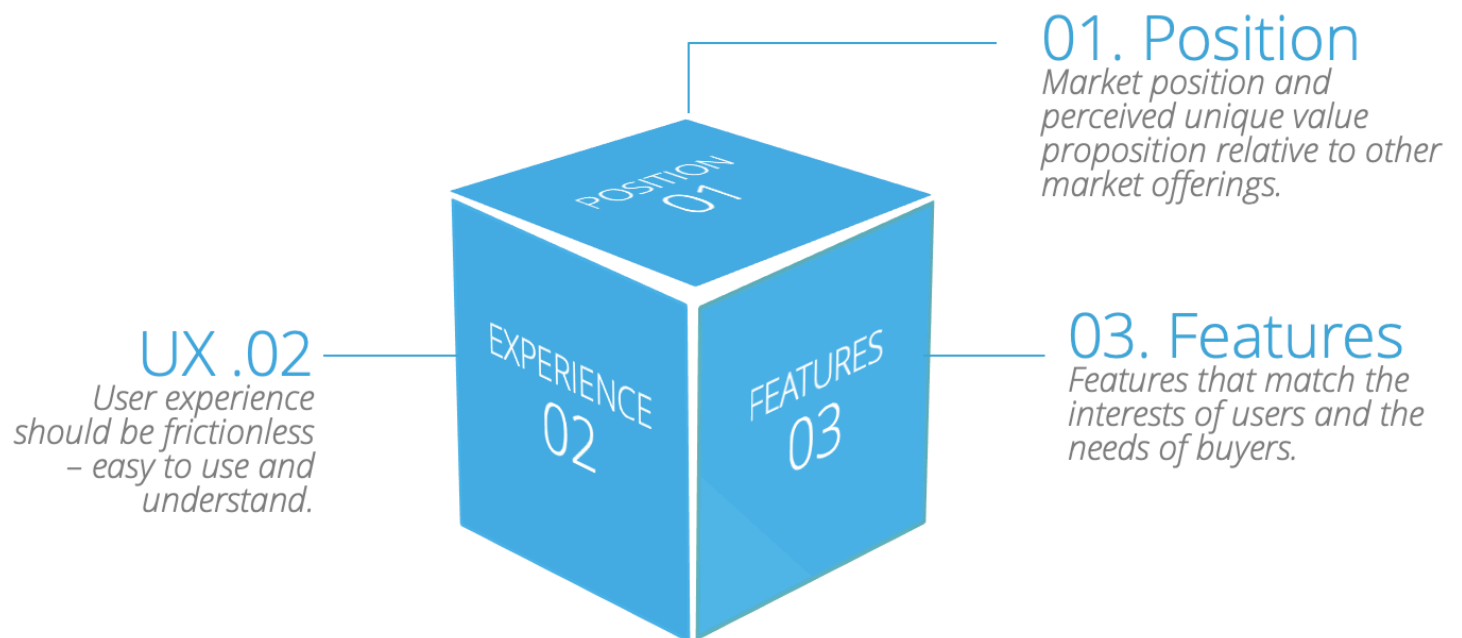 01. Position
Market position and
perceived unique value
proposition relative to other
market offerings.
POSITION
01
UX .02
User experience
should be frictionless
– easy to use and
understand.
EXPERIENCE
02
FEATURES
03
03. Features
Features that match the
interests of users and the
needs of buyers.